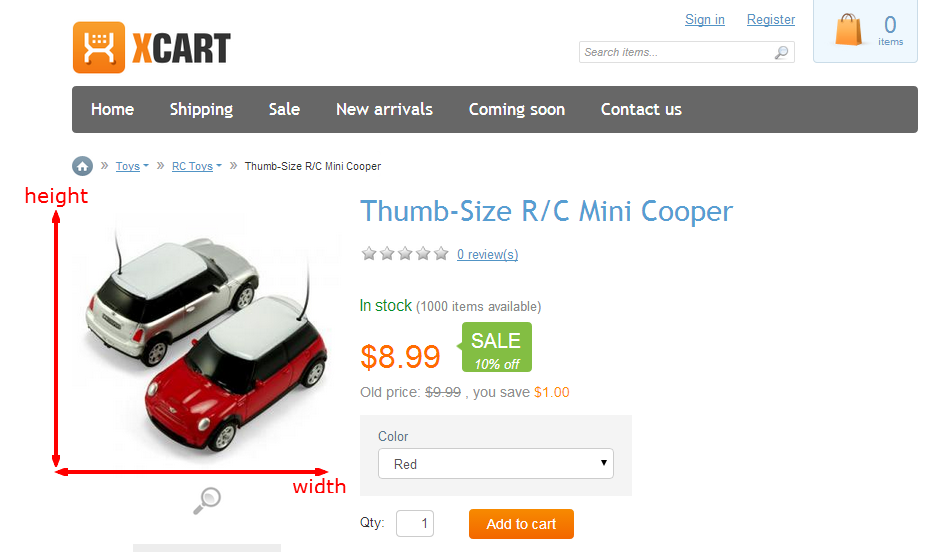 Sign in Register
0
items
XCART
Search items...
Home Shipping Sale New arrivals Coming soon Contact us
» Toys » RC Toys » Thumb-Size R/C Mini Cooper
height
Thumb-Size R/C Mini Cooper
0 review(s)
In stock (1000 items available)
$8.99
SALE
10% off
Old price: $9.99 , you save $1.00
Color
Red
width
Qty: 1 Add to cart